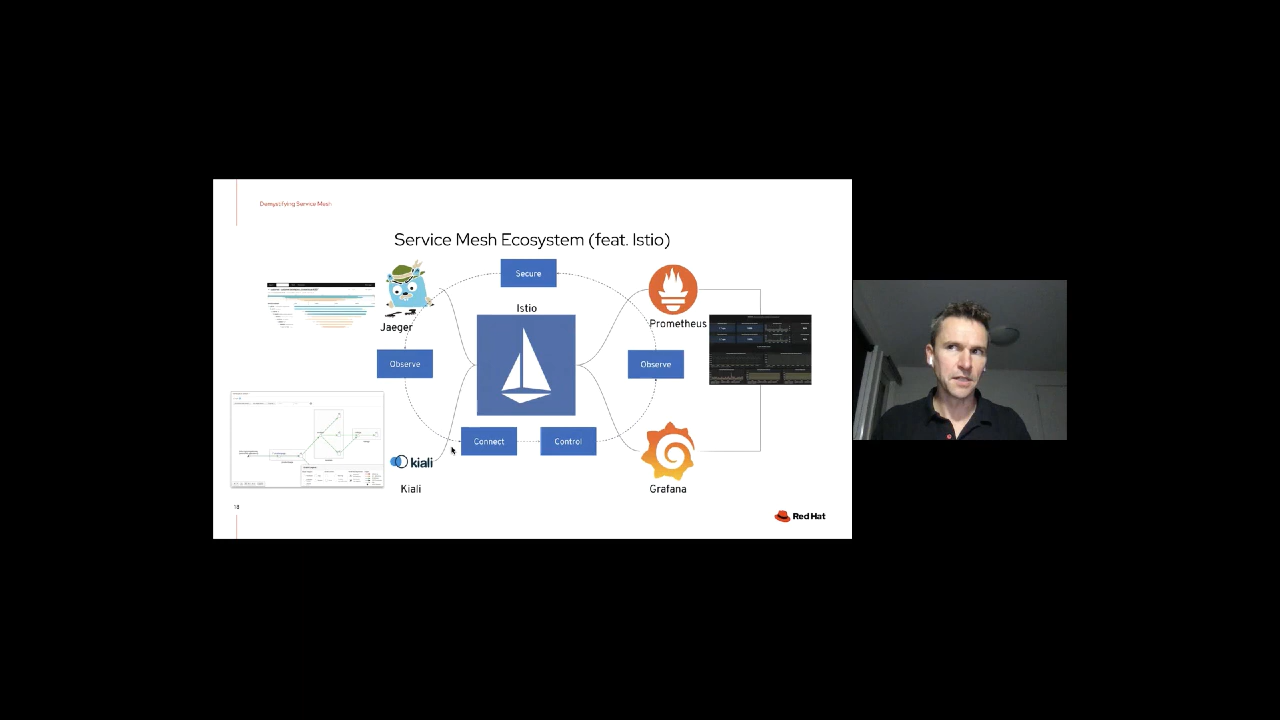 Demystifying Service Mesh
Service Mesh Ecosystem (feat. Istio)
Secure
Istio
Jaeger
Prometheus
Observe
Observe
Connect
Control
kiali
Kiali
Grafana
18
Red Hat